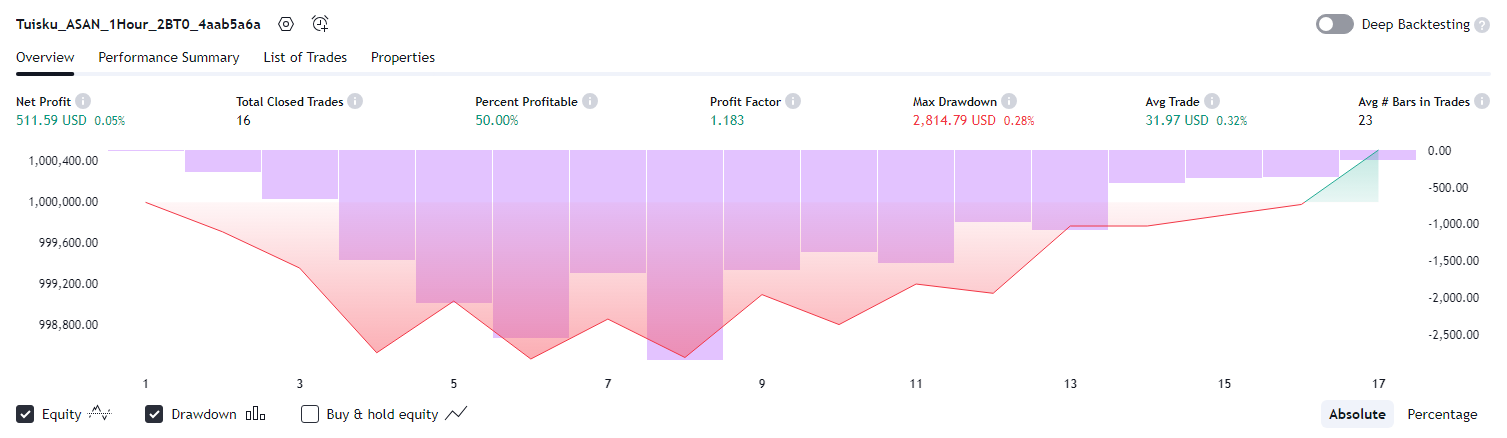 Tuisku_ASAN_1Hour_2BT0_4aab5a6a
Deep Backtesting ?
Overview Performance Summary List of Trades Properties
Net Profit i Total Closed Trades i Percent Profitable i Profit Factor i Max Drawdown i Avg Trade i Avg # Bars in Trades i
511.59 USD 0.05% 16 50.00% 1.183 2,814.79 USD 0.28% 31.97 USD 0.32% 23
1,000,400.00 0.00
1,000,000.00 -500.00
999,600.00 -1,000.00
999,200.00 -1,500.00
998,800.00 -2,000.00
-2,500.00
1 3 5 7 9 11 13 15 17
Equity Drawdown Buy & hold equity Absolute Percentage